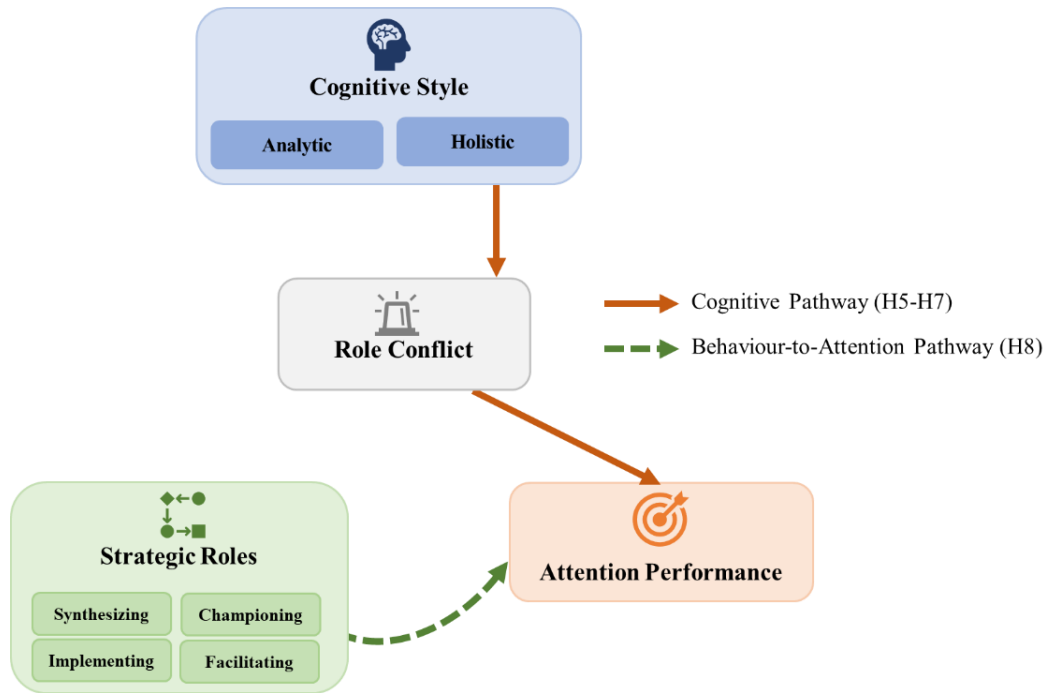 Cognitive Style
Analytic
Holistic
Role Conflict
Cognitive Pathway (H5-H7)
Behaviour-to-Attention Pathway (H8)
Strategic Roles
Synthesizing
Championing
Implementing
Facilitating
Attention Performance